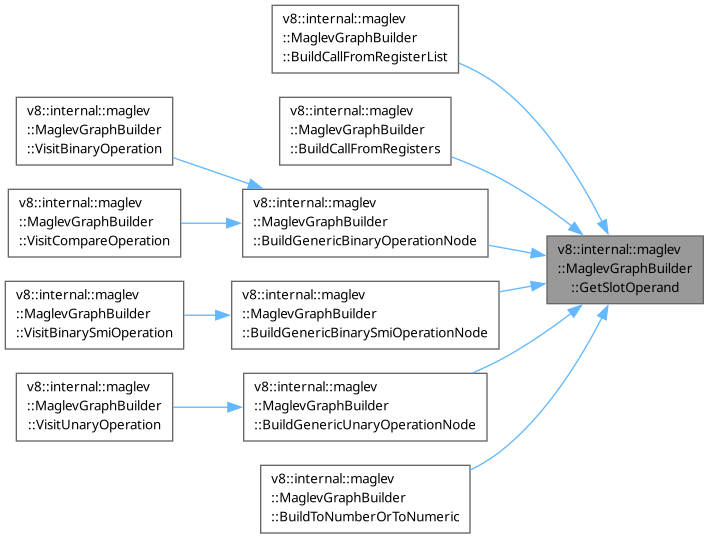 v8::internal::maglev
::MaglevGraphBuilder
::BuildCallFromRegisterList
v8::internal::maglev
::MaglevGraphBuilder
::VisitBinaryOperation
v8::internal::maglev
::MaglevGraphBuilder
::BuildCallFromRegisters
v8::internal::maglev
::MaglevGraphBuilder
::VisitCompareOperation
v8::internal::maglev
::MaglevGraphBuilder
::BuildGenericBinaryOperationNode
v8::internal::maglev
::MaglevGraphBuilder
::GetSlotOperand
v8::internal::maglev
::MaglevGraphBuilder
::VisitBinarySmiOperation
v8::internal::maglev
::MaglevGraphBuilder
::BuildGenericBinarySmiOperationNode
v8::internal::maglev
::MaglevGraphBuilder
::VisitUnaryOperation
v8::internal::maglev
::MaglevGraphBuilder
::BuildGenericUnaryOperationNode
v8::internal::maglev
::MaglevGraphBuilder
::BuildToNumberOrToNumeric